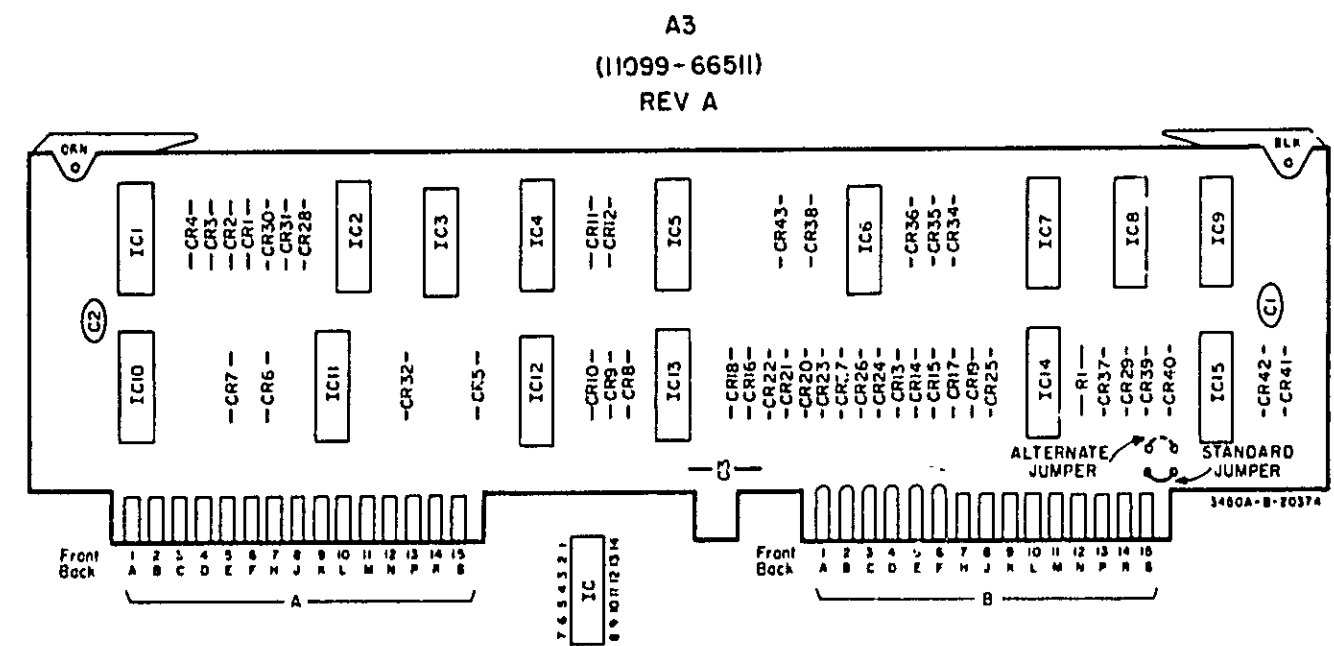 A3
(11099-66511)
REV A
ORN
BLK
IC1
CR4
CR3
CR2
CR1
CR30
CR31
CR28
IC2
IC3
IC4
CR11
CR12
IC5
CR43
CR38
IC6
CR36
CR35
CR34
IC7
IC8
IC9
C2
C1
IC10
CR7
CR6
IC11
CR32
IC12
CR10
CR9
CR8
IC13
CR18
CR16
CR22
CR21
CR20
CR23
CR26
CR24
CR13
CR14
CR15
CR17
CR19
CR25
IC14
R1
CR37
CR29
CR39
CR40
IC15
CR42
CR41
ALTERNATE JUMPER
STANDARD JUMPER
3460A-B-20374
Front 1 2 3 4 5 6 7 8 9 10 11 12 13 14 15
Back A B C D E F H J K L M N P R S
A
Front 1 2 3 4 5 6 7 8 9 10 11 12 13 14 15
Back A B C D E F H J K L M N P R S
B
7 6 5 4 3 2 1
IC
8 9 10 11 12 13 14